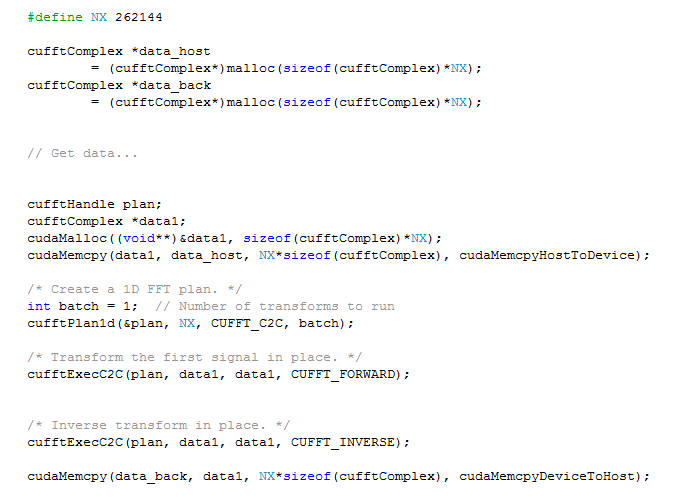 #define NX 262144
cufftComplex *data_host
= (cufftComplex*)malloc(sizeof(cufftComplex)*NX);
cufftComplex *data_back
= (cufftComplex*)malloc(sizeof(cufftComplex)*NX);
// Get data...
cufftHandle plan;
cufftComplex *data1;
cudaMalloc((void**)&data1, sizeof(cufftComplex)*NX);
cudaMemcpy(data1, data_host, NX*sizeof(cufftComplex), cudaMemcpyHostToDevice);
/* Create a 1D FFT plan. */
int batch = 1; // Number of transforms to run
cufftPlan1d(&plan, NX, CUFFT_C2C, batch);
/* Transform the first signal in place. */
cufftExecC2C(plan, data1, data1, CUFFT_FORWARD);
/* Inverse transform in place. */
cufftExecC2C(plan, data1, data1, CUFFT_INVERSE);
cudaMemcpy(data_back, data1, NX*sizeof(cufftComplex), cudaMemcpyDeviceToHost);